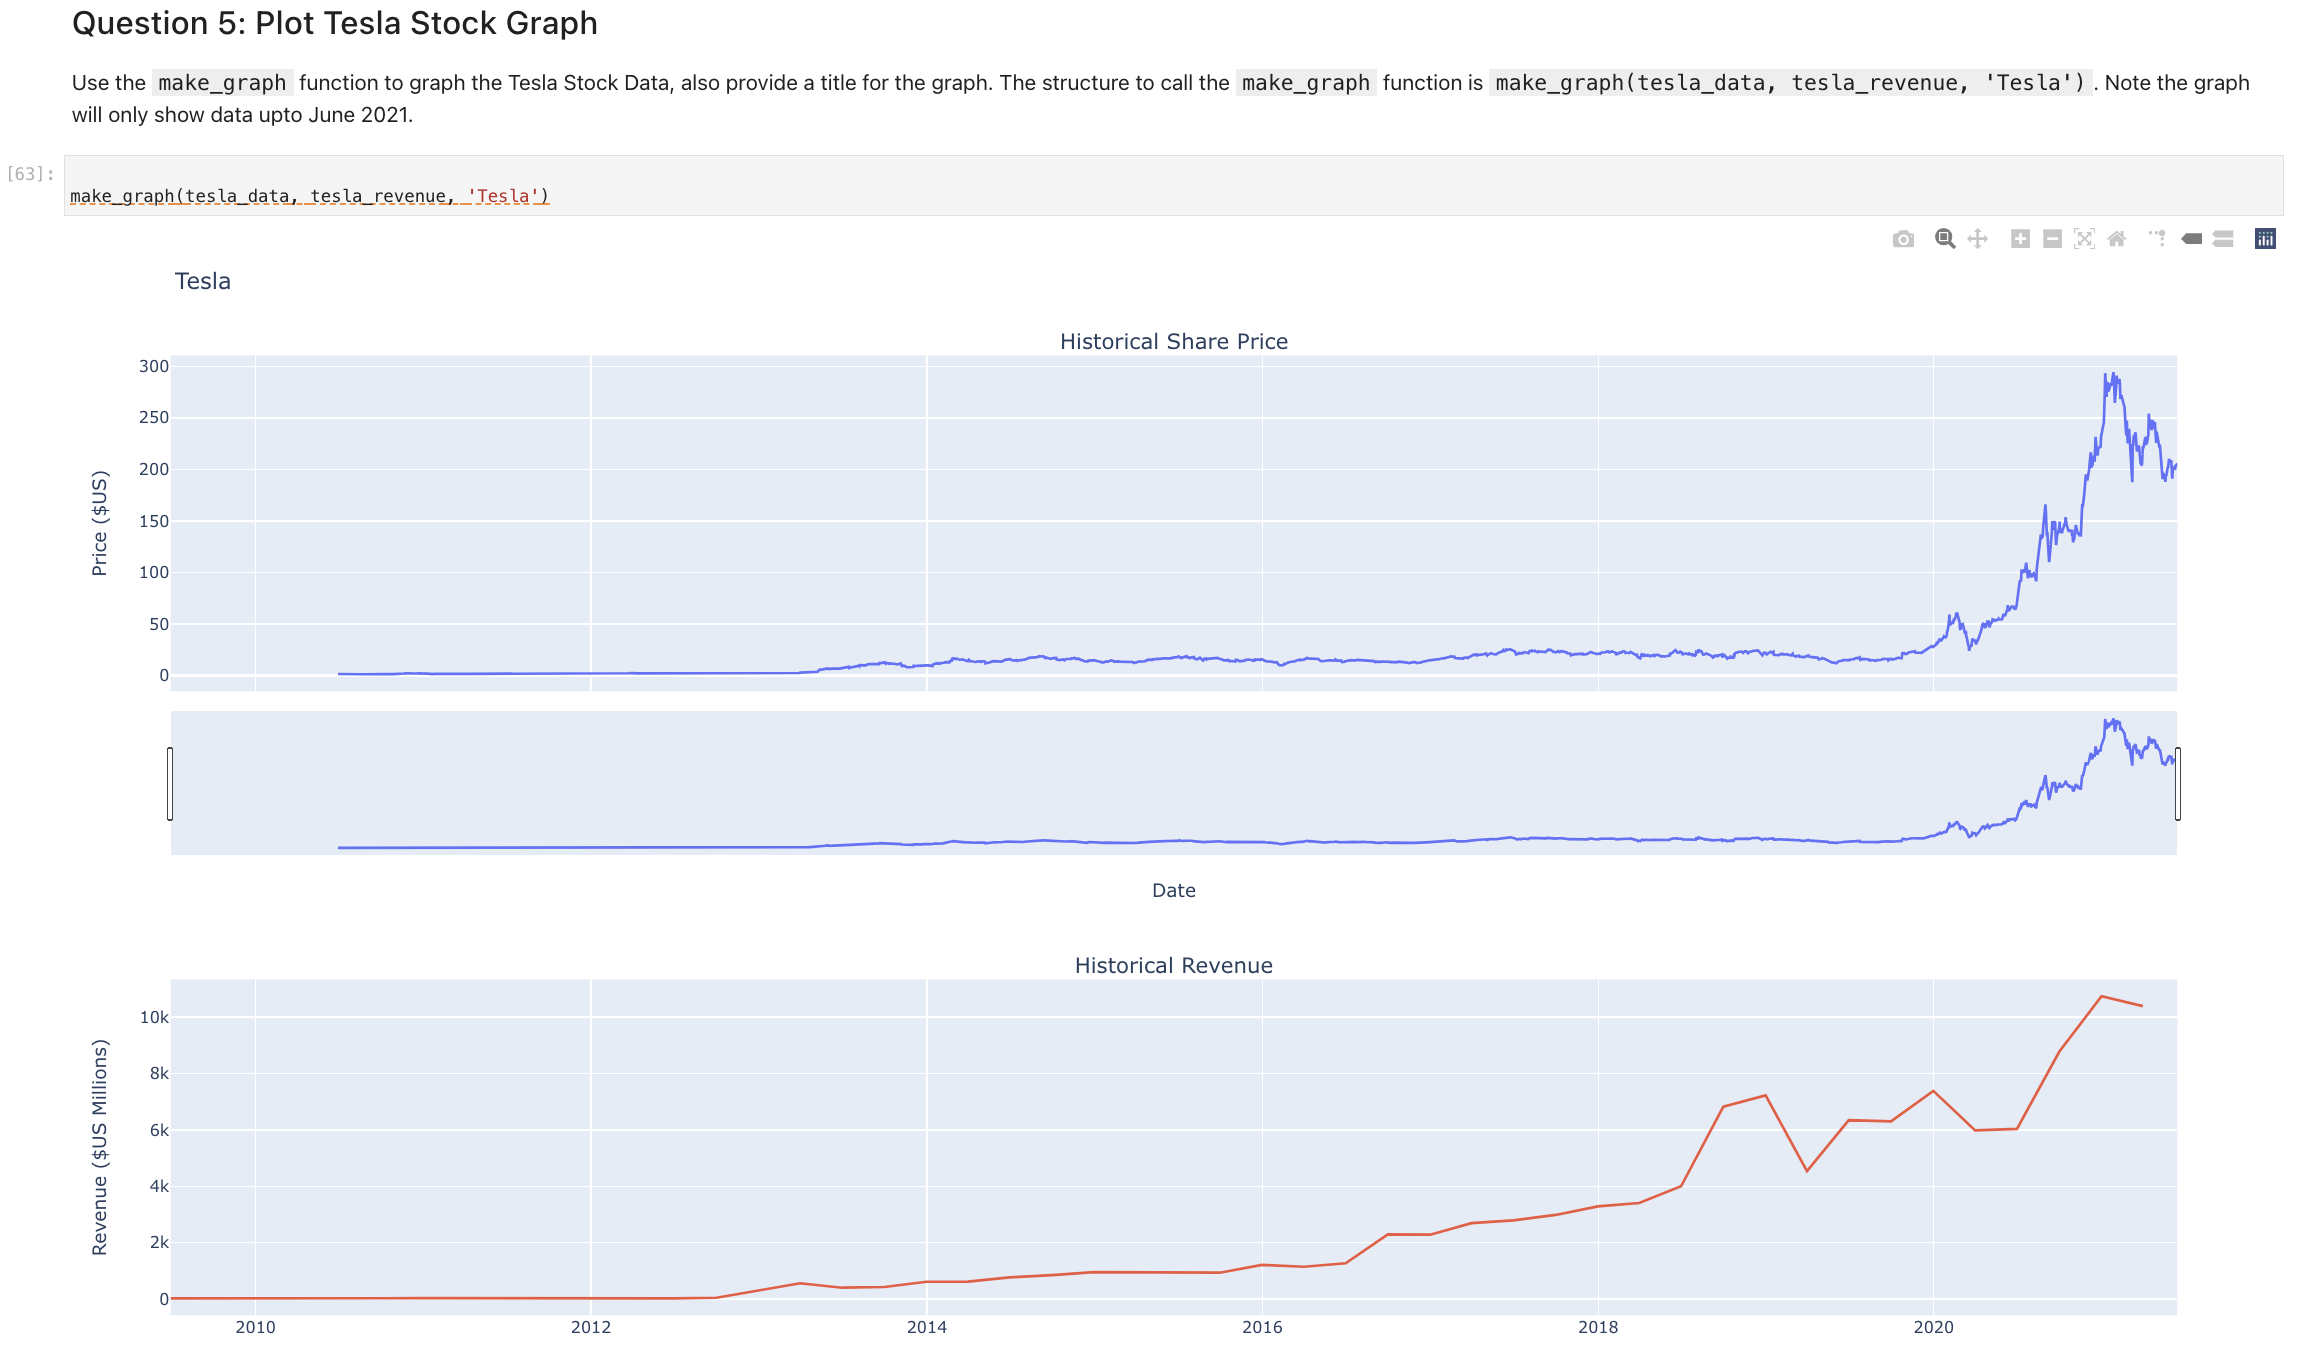 Question 5: Plot Tesla Stock Graph
Use the make_graph function to graph the Tesla Stock Data, also provide a title for the graph. The structure to call the make_graph function is make_graph(tesla_data, tesla_revenue, 'Tesla'). Note the graph
will only show data upto June 2021.
[63]:
make_graph(tesla_data, tesla_revenue, 'Tesla')
Tesla
Historical Share Price
300
250
200
150
100
50
0
Price ($US)
Date
Historical Revenue
10k
8k
6k
4k
2k
0
Revenue ($US Millions)
2010 2012 2014 2016 2018 2020